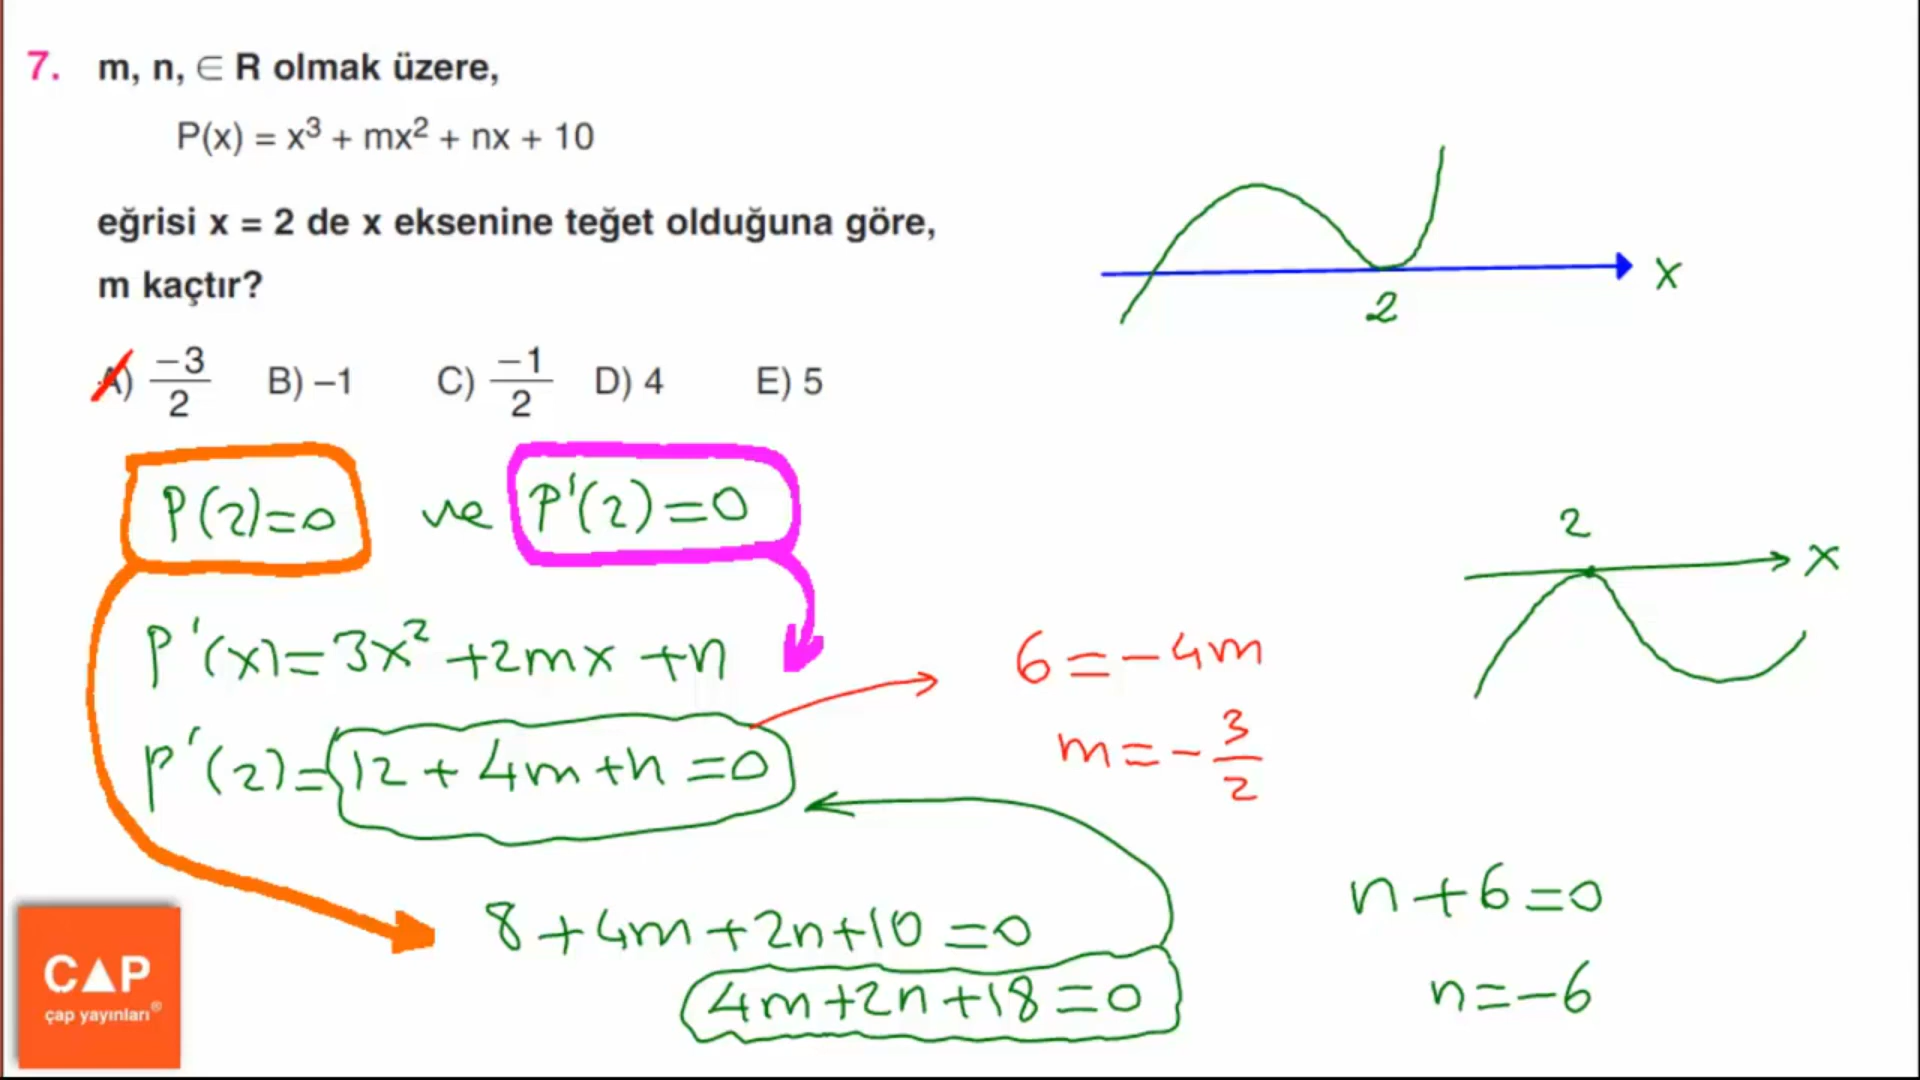 7. m, n, ∈ R olmak üzere,
P(x) = x³ + mx² + nx + 10
eğrisi x = 2 de x eksenine teğet olduğuna göre,
m kaçtır?
A) -3/2 B) –1 C) -1/2 D) 4 E) 5
x
2
P(2)=0 ve P'(2)=0
2
x
P'(x)=3x²+2mx+n
6=-4m
P'(2)=12+4m+n=0
m=-3/2
8+4m+2n+10=0
4m+2n+18=0
n+6=0
n=-6
ÇAP
çap yayınları®